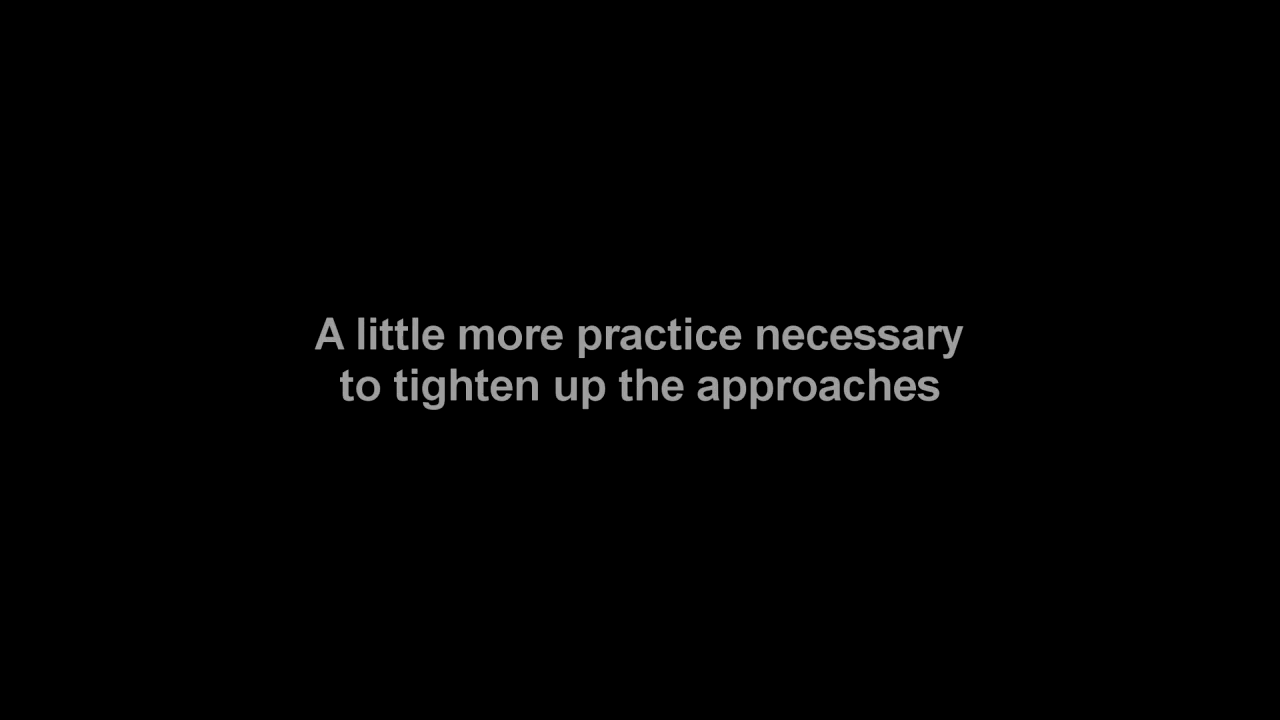 A little more practice necessary
to tighten up the approaches